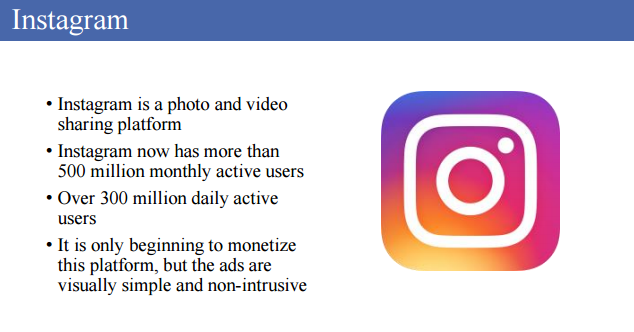 Instagram
• Instagram is a photo and video
sharing platform
• Instagram now has more than
500 million monthly active users
• Over 300 million daily active
users
• It is only beginning to monetize
this platform, but the ads are
visually simple and non-intrusive